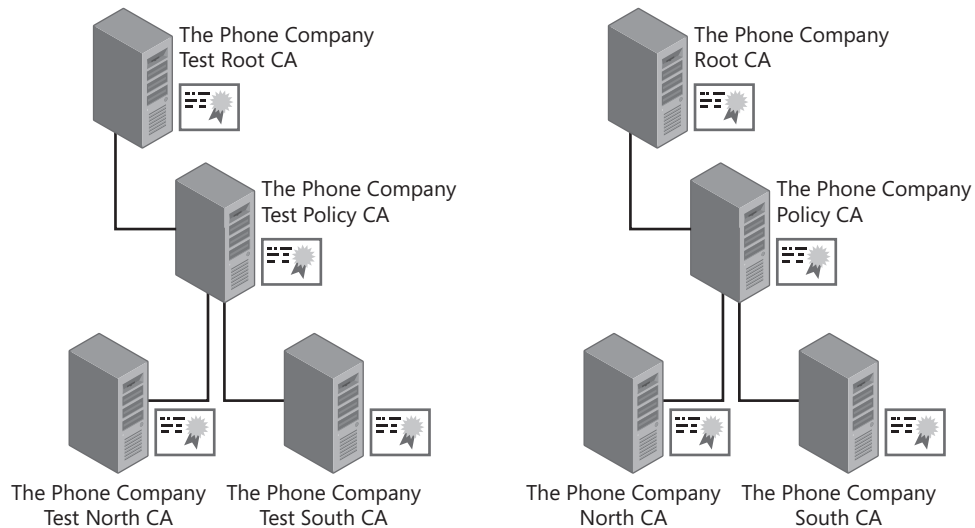 The Phone Company
Test Root CA
The Phone Company
Root CA
The Phone Company
Test Policy CA
The Phone Company
Policy CA
The Phone Company
Test North CA
The Phone Company
Test South CA
The Phone Company
North CA
The Phone Company
South CA